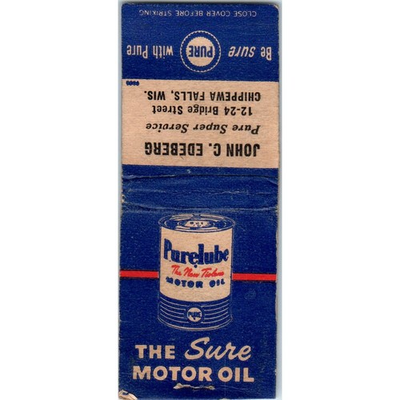 CLOSE COVER BEFORE STRIKING
Be sure PURE with Pure
JOHN C. EDEBERG
Pure Super Service
12-24 Bridge Street
CHIPPEWA FALLS, WIS.
Purelube
The New
MOTOR OIL
PURE
THE Sure
MOTOR OIL